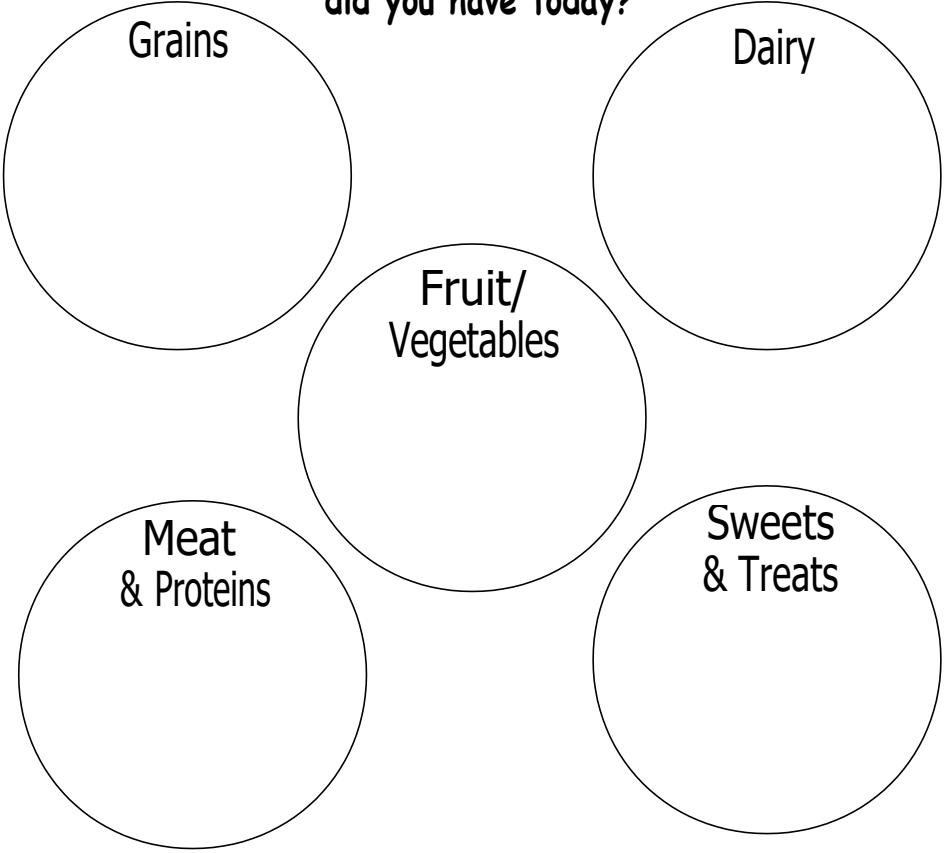 did you have today?
Grains
Dairy
Fruit/
Vegetables
Meat
& Proteins
Sweets
& Treats